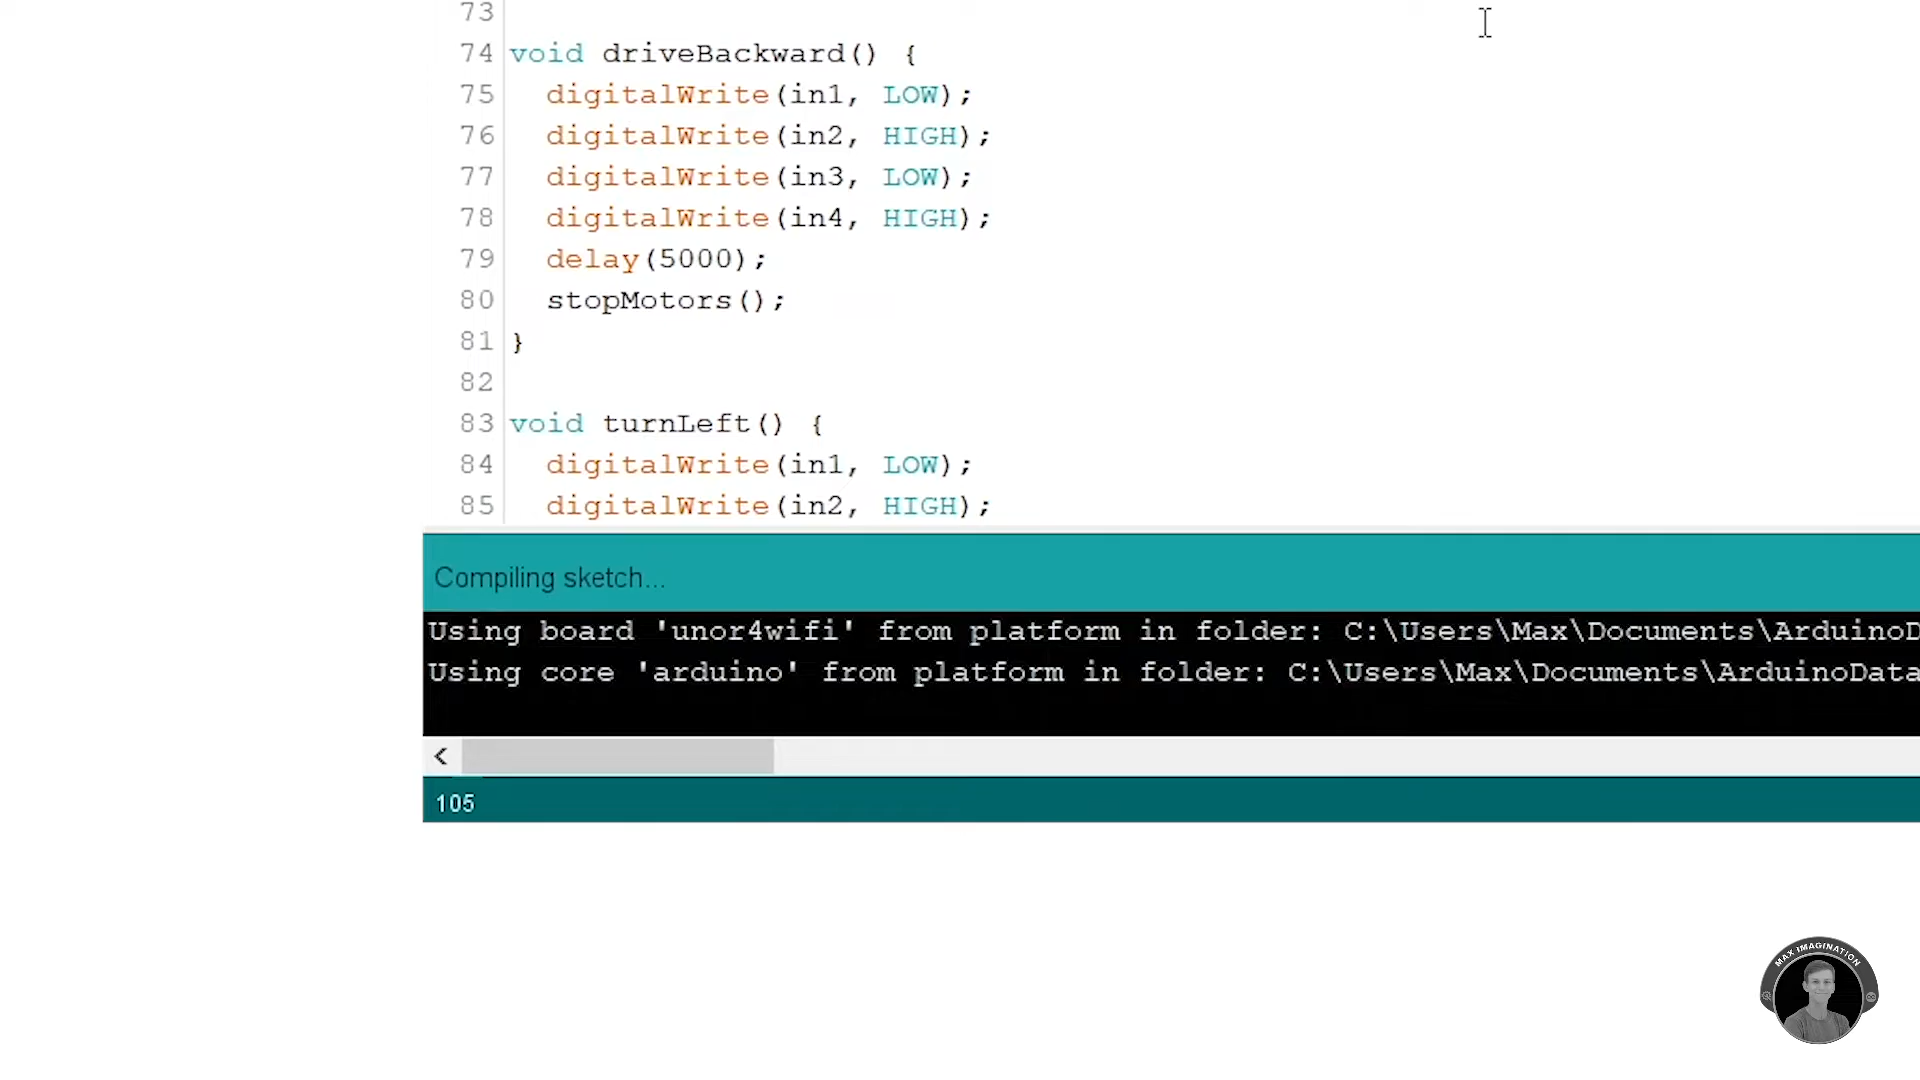 73
74 void driveBackward() {
75 digitalWrite(in1, LOW);
76 digitalWrite(in2, HIGH);
77 digitalWrite(in3, LOW);
78 digitalWrite(in4, HIGH);
79 delay(5000);
80 stopMotors();
81 }
82
83 void turnLeft() {
84 digitalWrite(in1, LOW);
85 digitalWrite(in2, HIGH);
Compiling sketch...
Using board 'unor4wifi' from platform in folder: C:\Users\Max\Documents\ArduinoD
Using core 'arduino' from platform in folder: C:\Users\Max\Documents\ArduinoData
105
MAX IMAGINATION